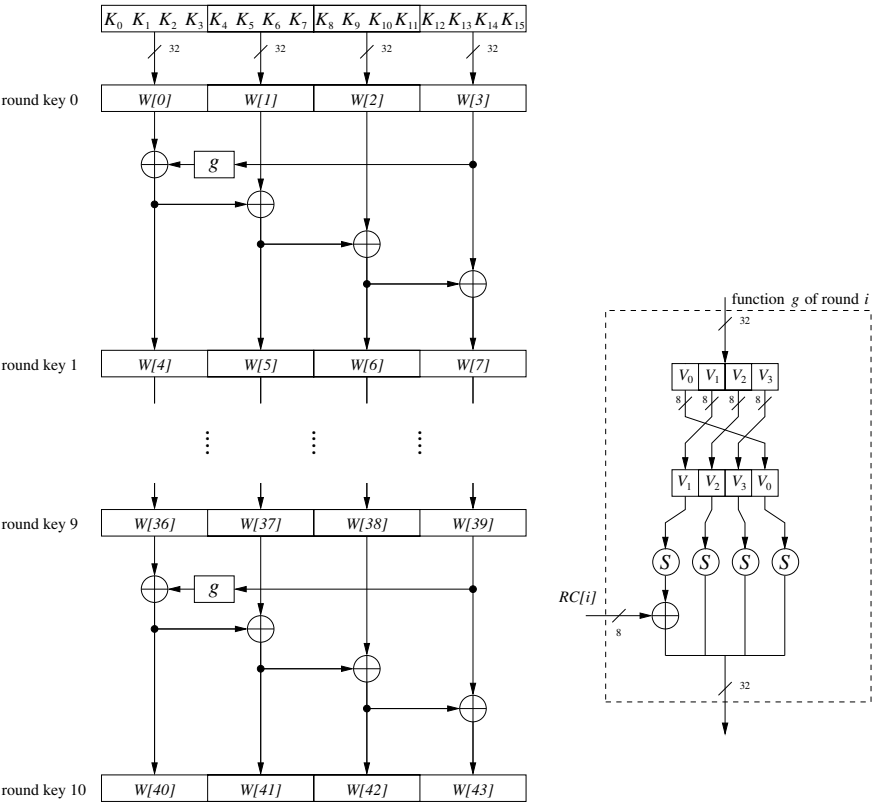 K0 K1 K2 K3 K4 K5 K6 K7 K8 K9 K10 K11 K12 K13 K14 K15
32 32 32 32
round key 0 W[0] W[1] W[2] W[3]
g
function g of round i
32
round key 1 W[4] W[5] W[6] W[7]
V0 V1 V2 V3
8 8 8 8
V1 V2 V3 V0
round key 9 W[36] W[37] W[38] W[39]
S S S S
g
RC[i]
8
32
round key 10 W[40] W[41] W[42] W[43]